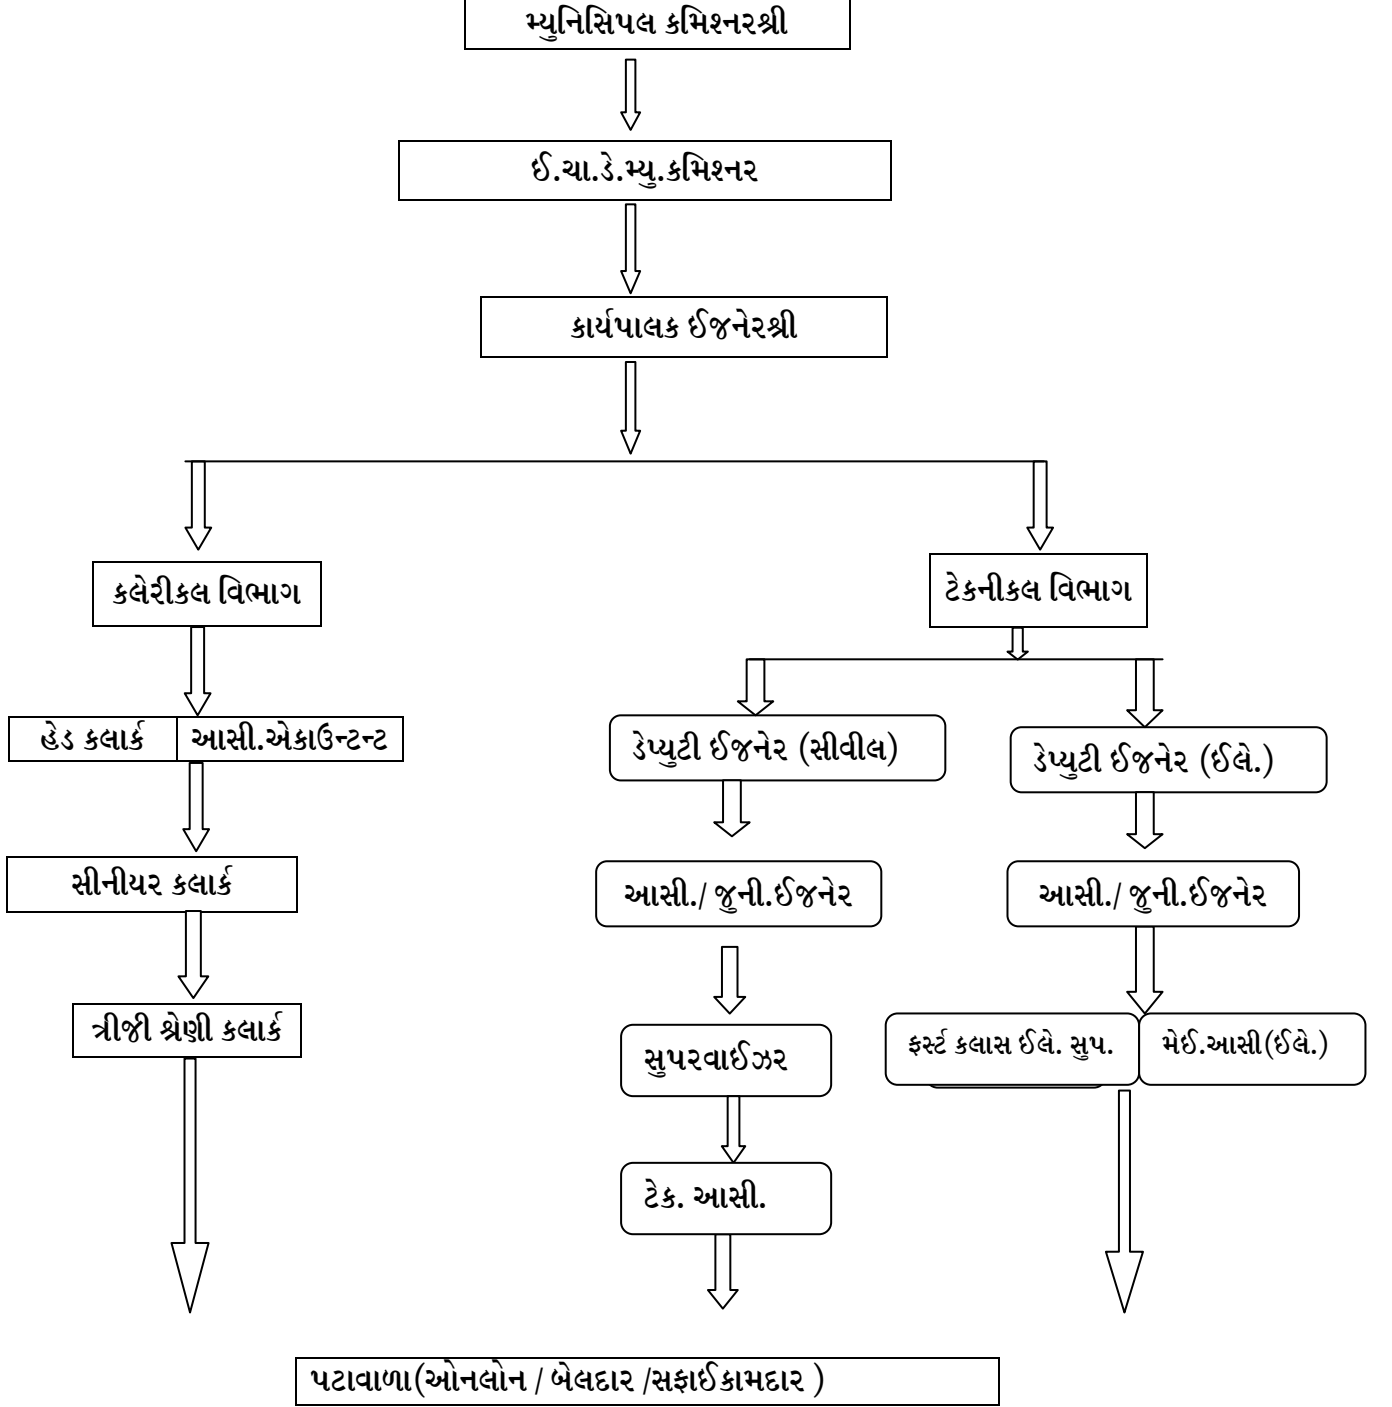 મ્યુનિસિપલ કમિશ્નરશ્રી
ઈ.ચા.ડે.મ્યુ.કમિશ્નર
કાર્યપાલક ઈજનેરશ્રી
કલેરીકલ વિભાગ
ટેકનીકલ વિભાગ
હેડ કલાર્ક
આસી.એકાઉન્ટન્ટ
ડેપ્યુટી ઈજનેર (સીવીલ)
ડેપ્યુટી ઈજનેર (ઈલે.)
સીનીયર કલાર્ક
આસી./ જુની.ઈજનેર
આસી./ જુની.ઈજનેર
ત્રીજી શ્રેણી કલાર્ક
સુપરવાઈઝર
ફર્સ્ટ કલાસ ઈલે. સુપ.
મેઈ.આસી(ઈલે.)
ટેક. આસી.
પટાવાળા(ઓનલોન / બેલદાર /સફાઈકામદાર )